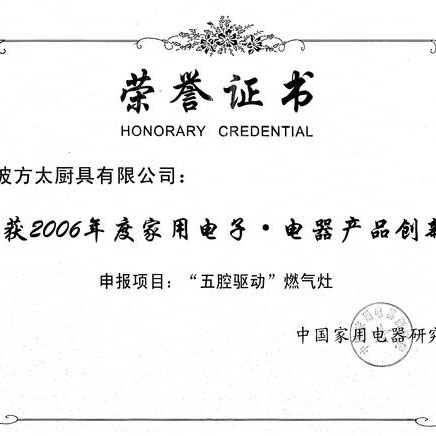 荣誉证书
HONORARY CREDENTIAL
波方太厨具有限公司：
获2006年度家用电子·电器产品创新
申报项目：“五腔驱动”燃气灶
中国家用电器研究